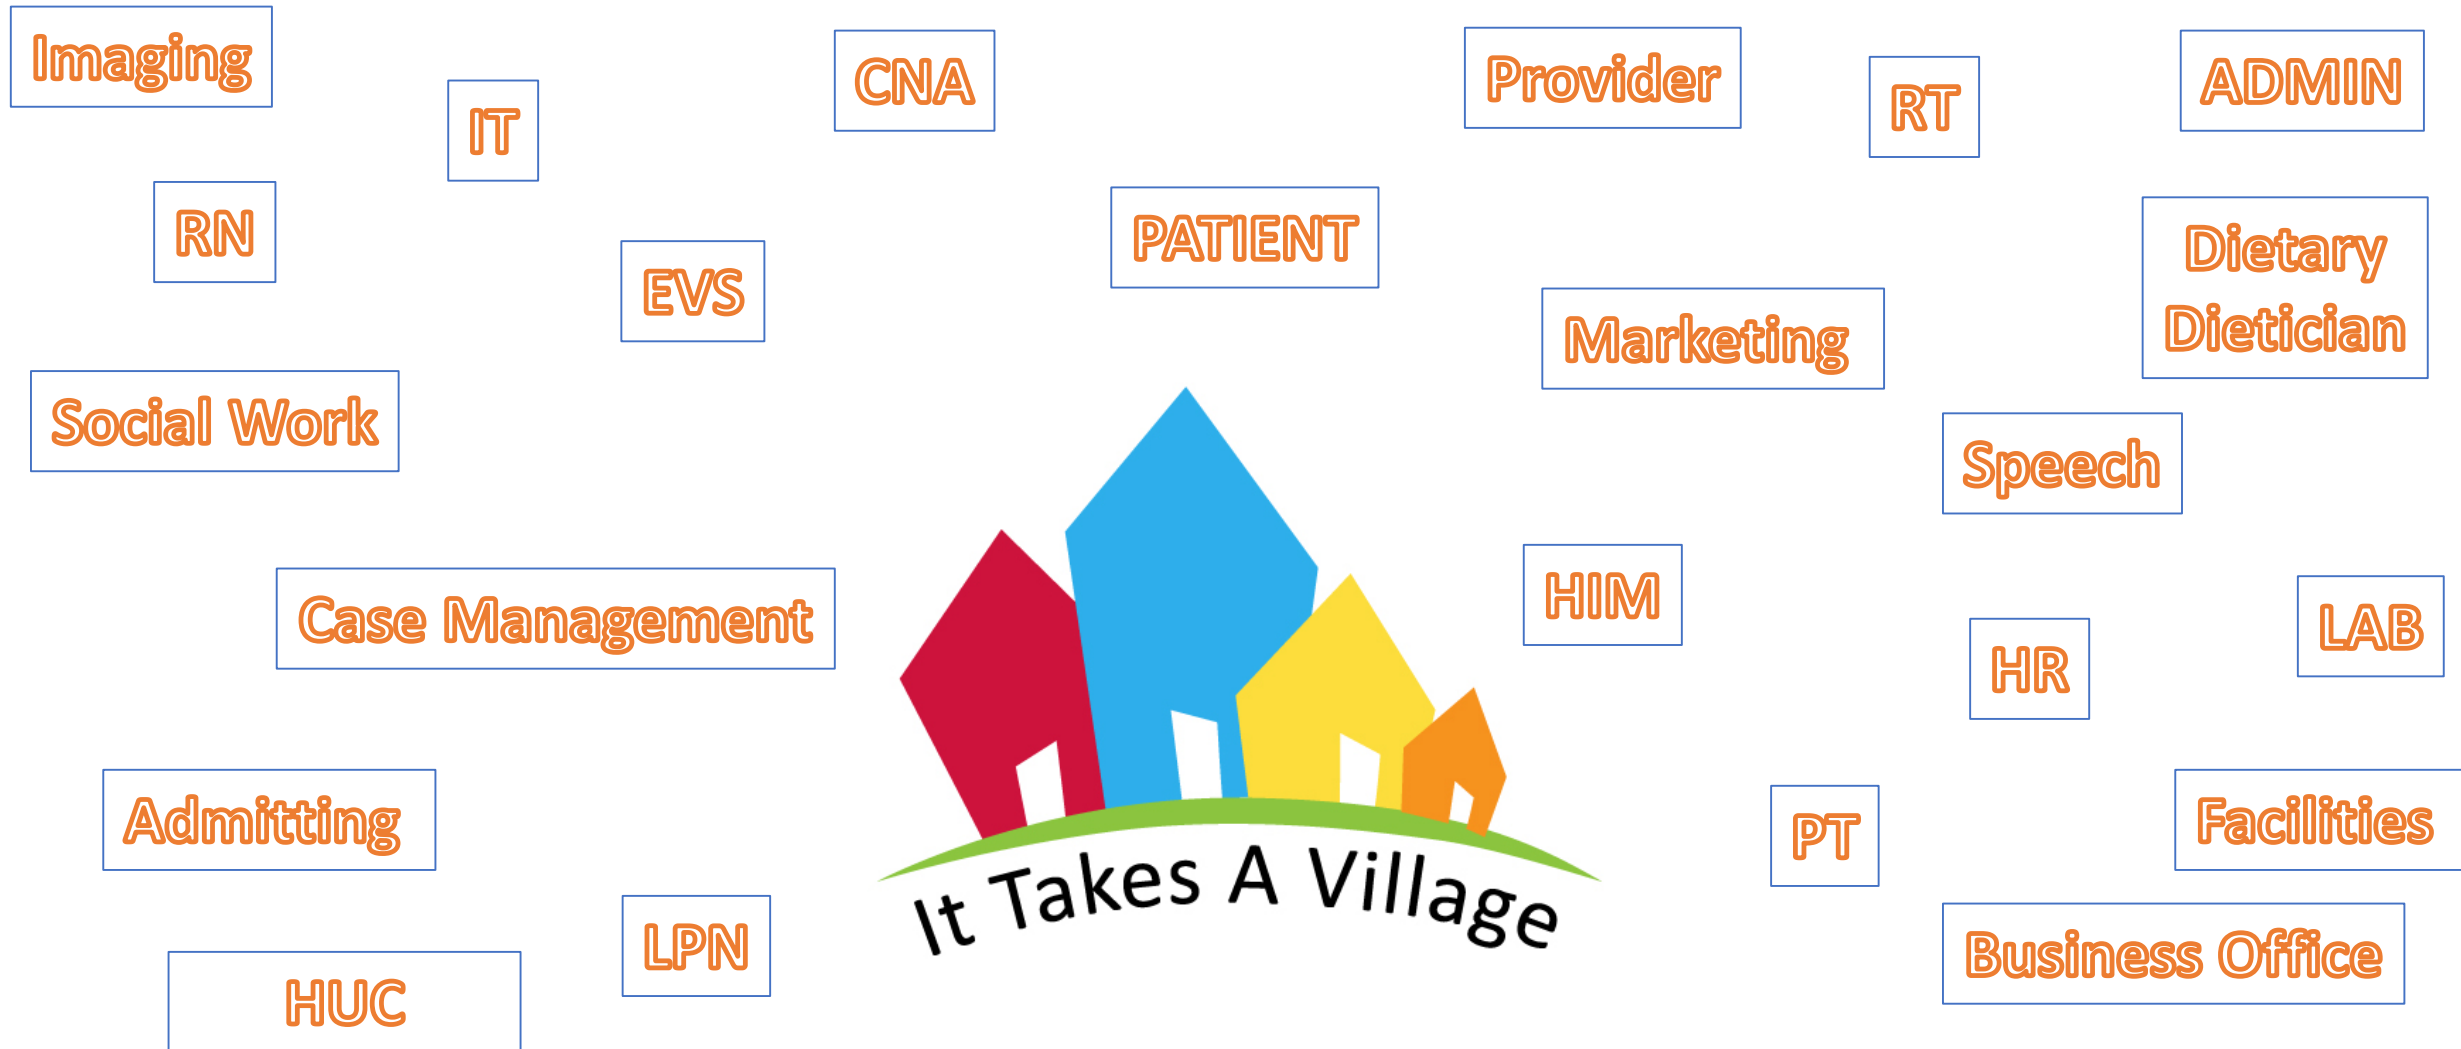 Imaging
IT
CNA
Provider
RT
ADMIN
RN
EVS
PATIENT
Marketing
Dietary
Dietician
Social Work
Speech
Case Management
HIM
HR
LAB
Admitting
PT
Facilities
It Takes A Village
LPN
Business Office
HUC